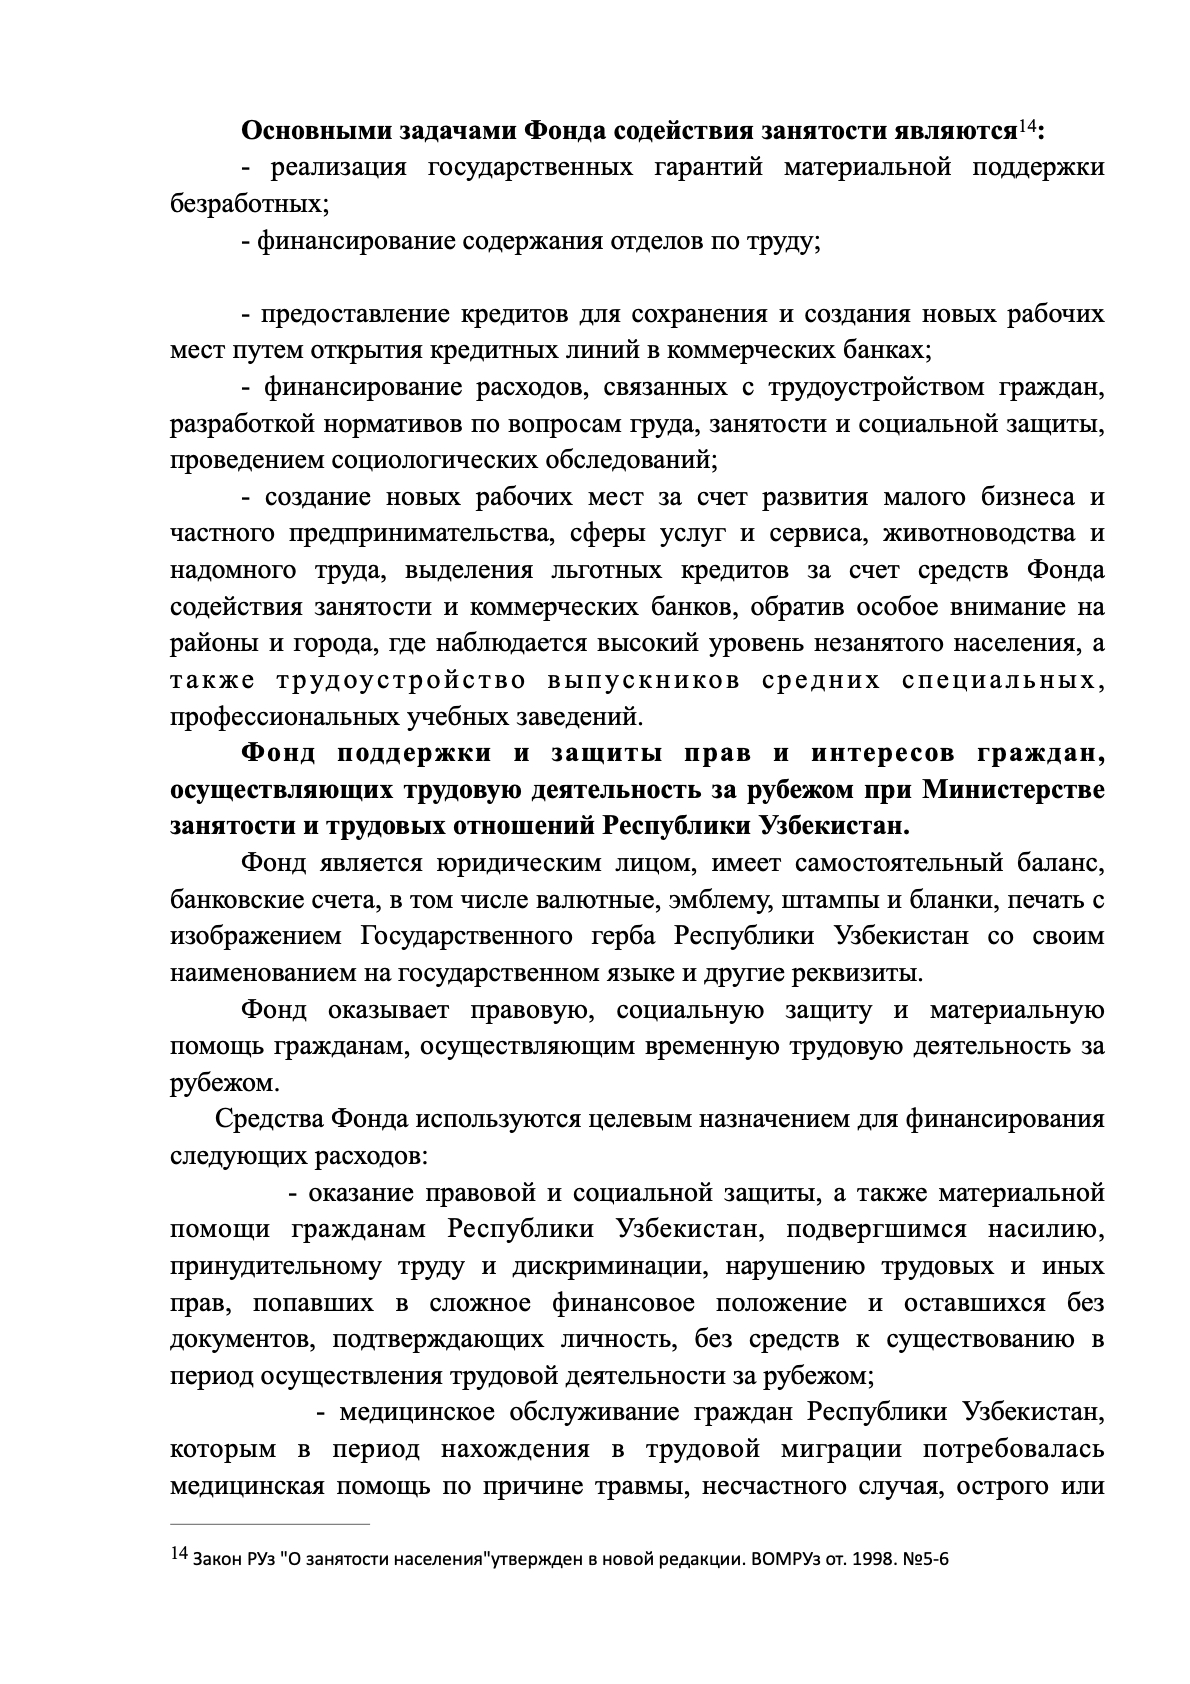 Основными задачами Фонда содействия занятости являются14:
- реализация государственных гарантий материальной поддержки
безработных;
- финансирование содержания отделов по труду;
- предоставление кредитов для сохранения и создания новых рабочих
мест путем открытия кредитных линий в коммерческих банках;
- финансирование расходов, связанных с трудоустройством граждан,
разработкой нормативов по вопросам груда, занятости и социальной защиты,
проведением социологических обследований;
- создание новых рабочих мест за счет развития малого бизнеса и
частного предпринимательства, сферы услуг и сервиса, животноводства и
надомного труда, выделения льготных кредитов за счет средств Фонда
содействия занятости и коммерческих банков, обратив особое внимание на
районы и города, где наблюдается высокий уровень незанятого населения, а
также трудоустройство выпускников средних специальных,
профессиональных учебных заведений.
Фонд поддержки и защиты прав и интересов граждан,
осуществляющих трудовую деятельность за рубежом при Министерстве
занятости и трудовых отношений Республики Узбекистан.
Фонд является юридическим лицом, имеет самостоятельный баланс,
банковские счета, в том числе валютные, эмблему, штампы и бланки, печать с
изображением Государственного герба Республики Узбекистан со своим
наименованием на государственном языке и другие реквизиты.
Фонд оказывает правовую, социальную защиту и материальную
помощь гражданам, осуществляющим временную трудовую деятельность за
рубежом.
Средства Фонда используются целевым назначением для финансирования
следующих расходов:
- оказание правовой и социальной защиты, а также материальной
помощи гражданам Республики Узбекистан, подвергшимся насилию,
принудительному труду и дискриминации, нарушению трудовых и иных
прав, попавших в сложное финансовое положение и оставшихся без
документов, подтверждающих личность, без средств к существованию в
период осуществления трудовой деятельности за рубежом;
- медицинское обслуживание граждан Республики Узбекистан,
которым в период нахождения в трудовой миграции потребовалась
медицинская помощь по причине травмы, несчастного случая, острого или
14 Закон РУз "О занятости населения"утвержден в новой редакции. ВОМРУз от. 1998. №5-6